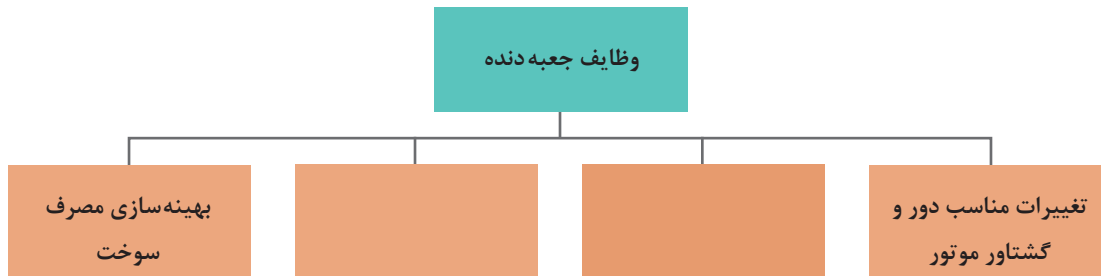 وظایف جعبه‌دنده
تغییرات مناسب دور و
گشتاور موتور
بهینه‌سازی مصرف
سوخت